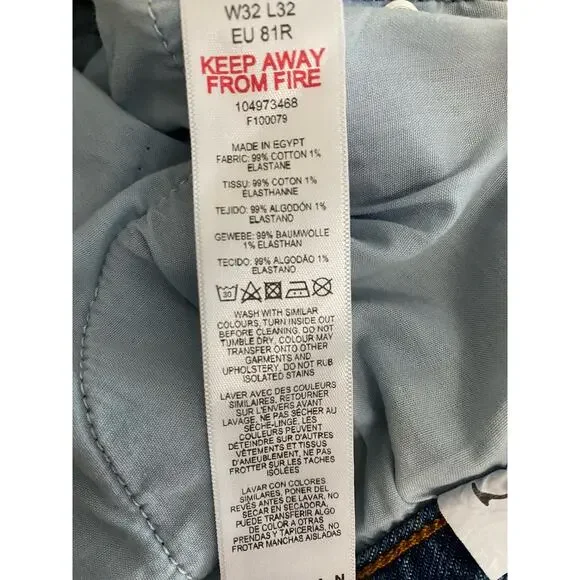 W32 L32
EU 81R
KEEP AWAY
FROM FIRE
104973468
F100079
MADE IN EGYPT
FABRIC: 99% COTTON 1%
ELASTANE
TISSU: 99% COTON 1%
ELASTHANNE
TEJIDO: 99% ALGODÓN 1%
ELASTANO
GEWEBE: 99% BAUMWOLLE
1% ELASTHAN
TECIDO: 99% ALGODÃO 1%
ELASTANO
30
WASH WITH SIMILAR
COLOURS, TURN INSIDE OUT
BEFORE CLEANING. DO NOT
TUMBLE DRY, COLOUR MAY
TRANSFER ONTO OTHER
GARMENTS AND
UPHOLSTERY, DO NOT RUB
ISOLATED STAINS
LAVER AVEC DES COULEURS
SIMILAIRES, RETOURNER
SUR L'ENVERS AVANT
LAVAGE, NE PAS SÉCHER AU
SÈCHE-LINGE, LES
COULEURS PEUVENT
DÉTEINDRE SUR D'AUTRES
VÊTEMENTS ET TISSUS
D'AMEUBLEMENT, NE PAS
FROTTER SUR LES TACHES
ISOLÉES
LAVAR CON COLORES
SIMILARES, PONER DEL
REVÉS ANTES DE LAVAR, NO
SECAR EN SECADORA,
PUEDE TRANSFERIR ALGO
DE COLOR A OTRAS
PRENDAS Y TAPICERÍAS, NO
FROTAR MANCHAS AISLADAS